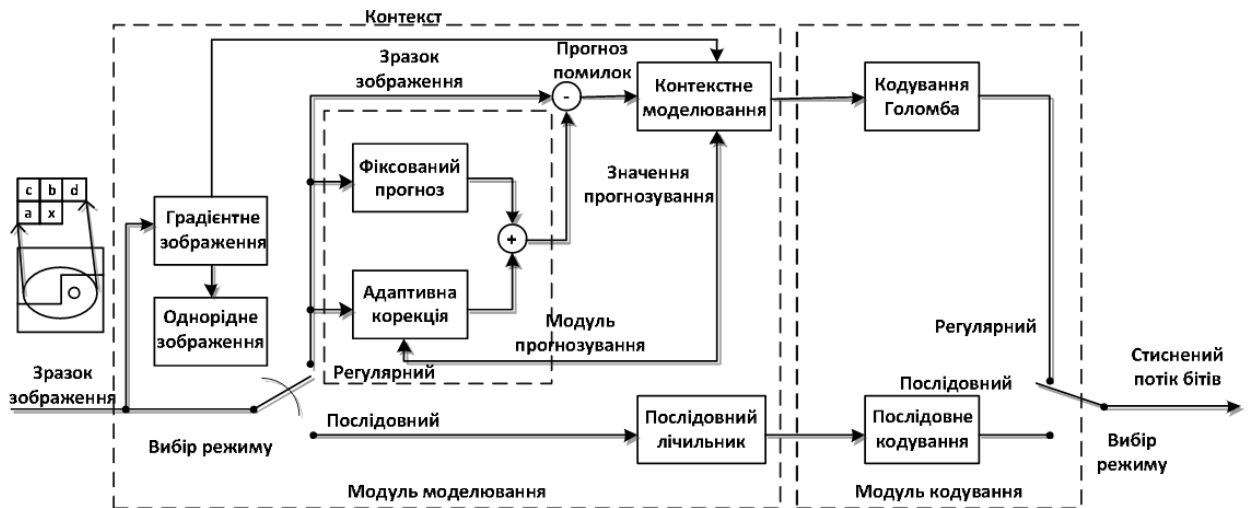 Контекст
Зразок
зображення
Прогноз
помилок
Контекстне
моделювання
Кодування
Голомба
-
c b d
a x
Фіксований
прогноз
Значення
прогнозування
Градієнтне
зображення
+
Однорідне
зображення
Адаптивна
корекція
Модуль
прогнозування
Регулярний
Регулярний
Зразок
зображення
Вибір режиму
Послідовний
Послідовний
лічильник
Послідовний
Послідовне
кодування
Стиснений
потік бітів
Вибір
режиму
Модуль моделювання
Модуль кодування